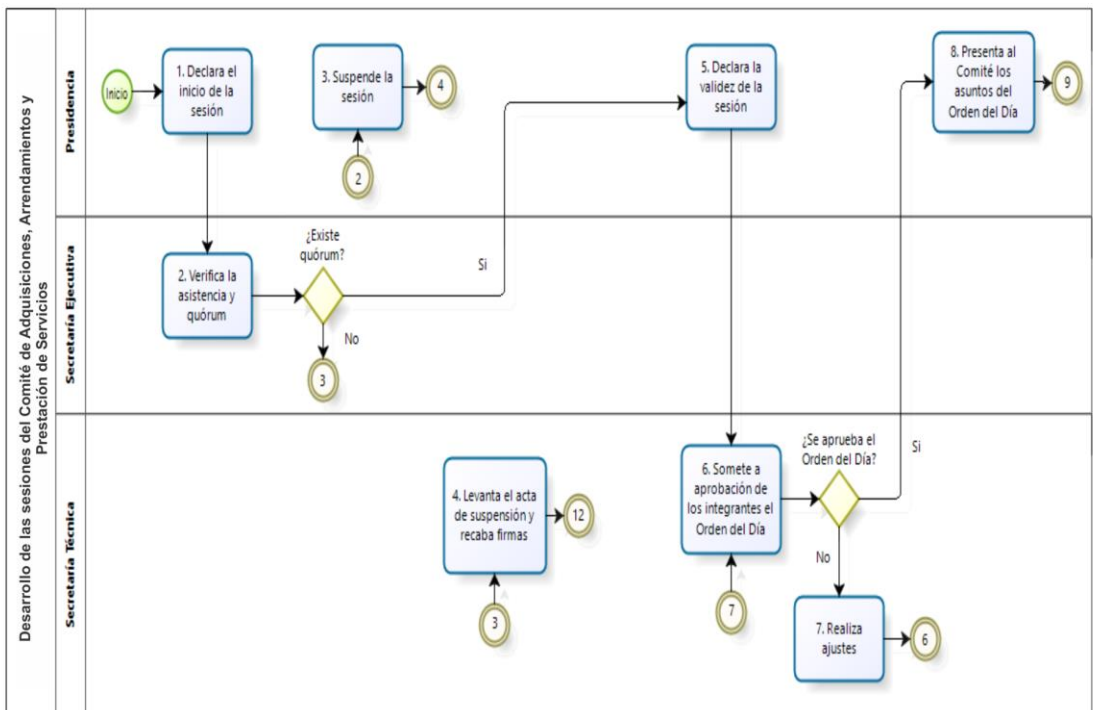 Desarrollo de las sesiones del Comité de Adquisiciones, Arrendamientos y
Prestación de Servicios
Presidencia
Inicio
1. Declara el
inicio de la
sesión
3. Suspende la
sesión
4
2
5. Declara la
validez de la
sesión
8. Presenta al
Comité los
asuntos del
Orden del Día
9
Secretaría Ejecutiva
2. Verifica la
asistencia y
quórum
¿Existe
quórum?
Si
No
3
Secretaría Técnica
4. Levanta el acta
de suspensión y
recaba firmas
12
3
6. Somete a
aprobación de
los integrantes el
Orden del Día
7
¿Se aprueba el
Orden del Día?
Si
No
7. Realiza
ajustes
6